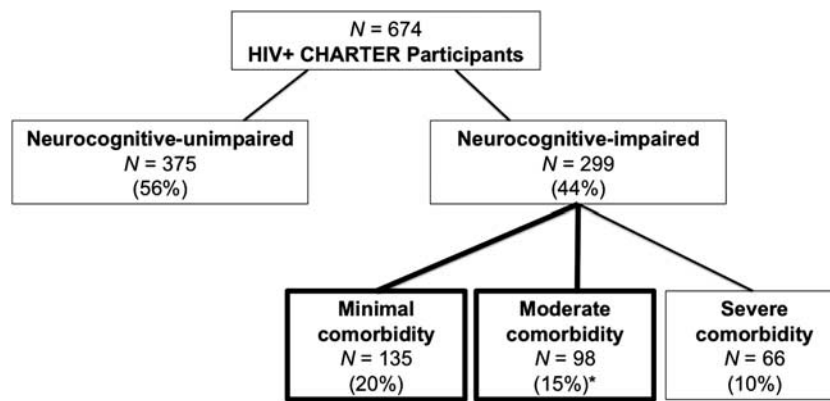 N = 674
HIV+ CHARTER Participants
Neurocognitive-unimpaired
N = 375
(56%)
Neurocognitive-impaired
N = 299
(44%)
Minimal
comorbidity
N = 135
(20%)
Moderate
comorbidity
N = 98
(15%)*
Severe
comorbidity
N = 66
(10%)